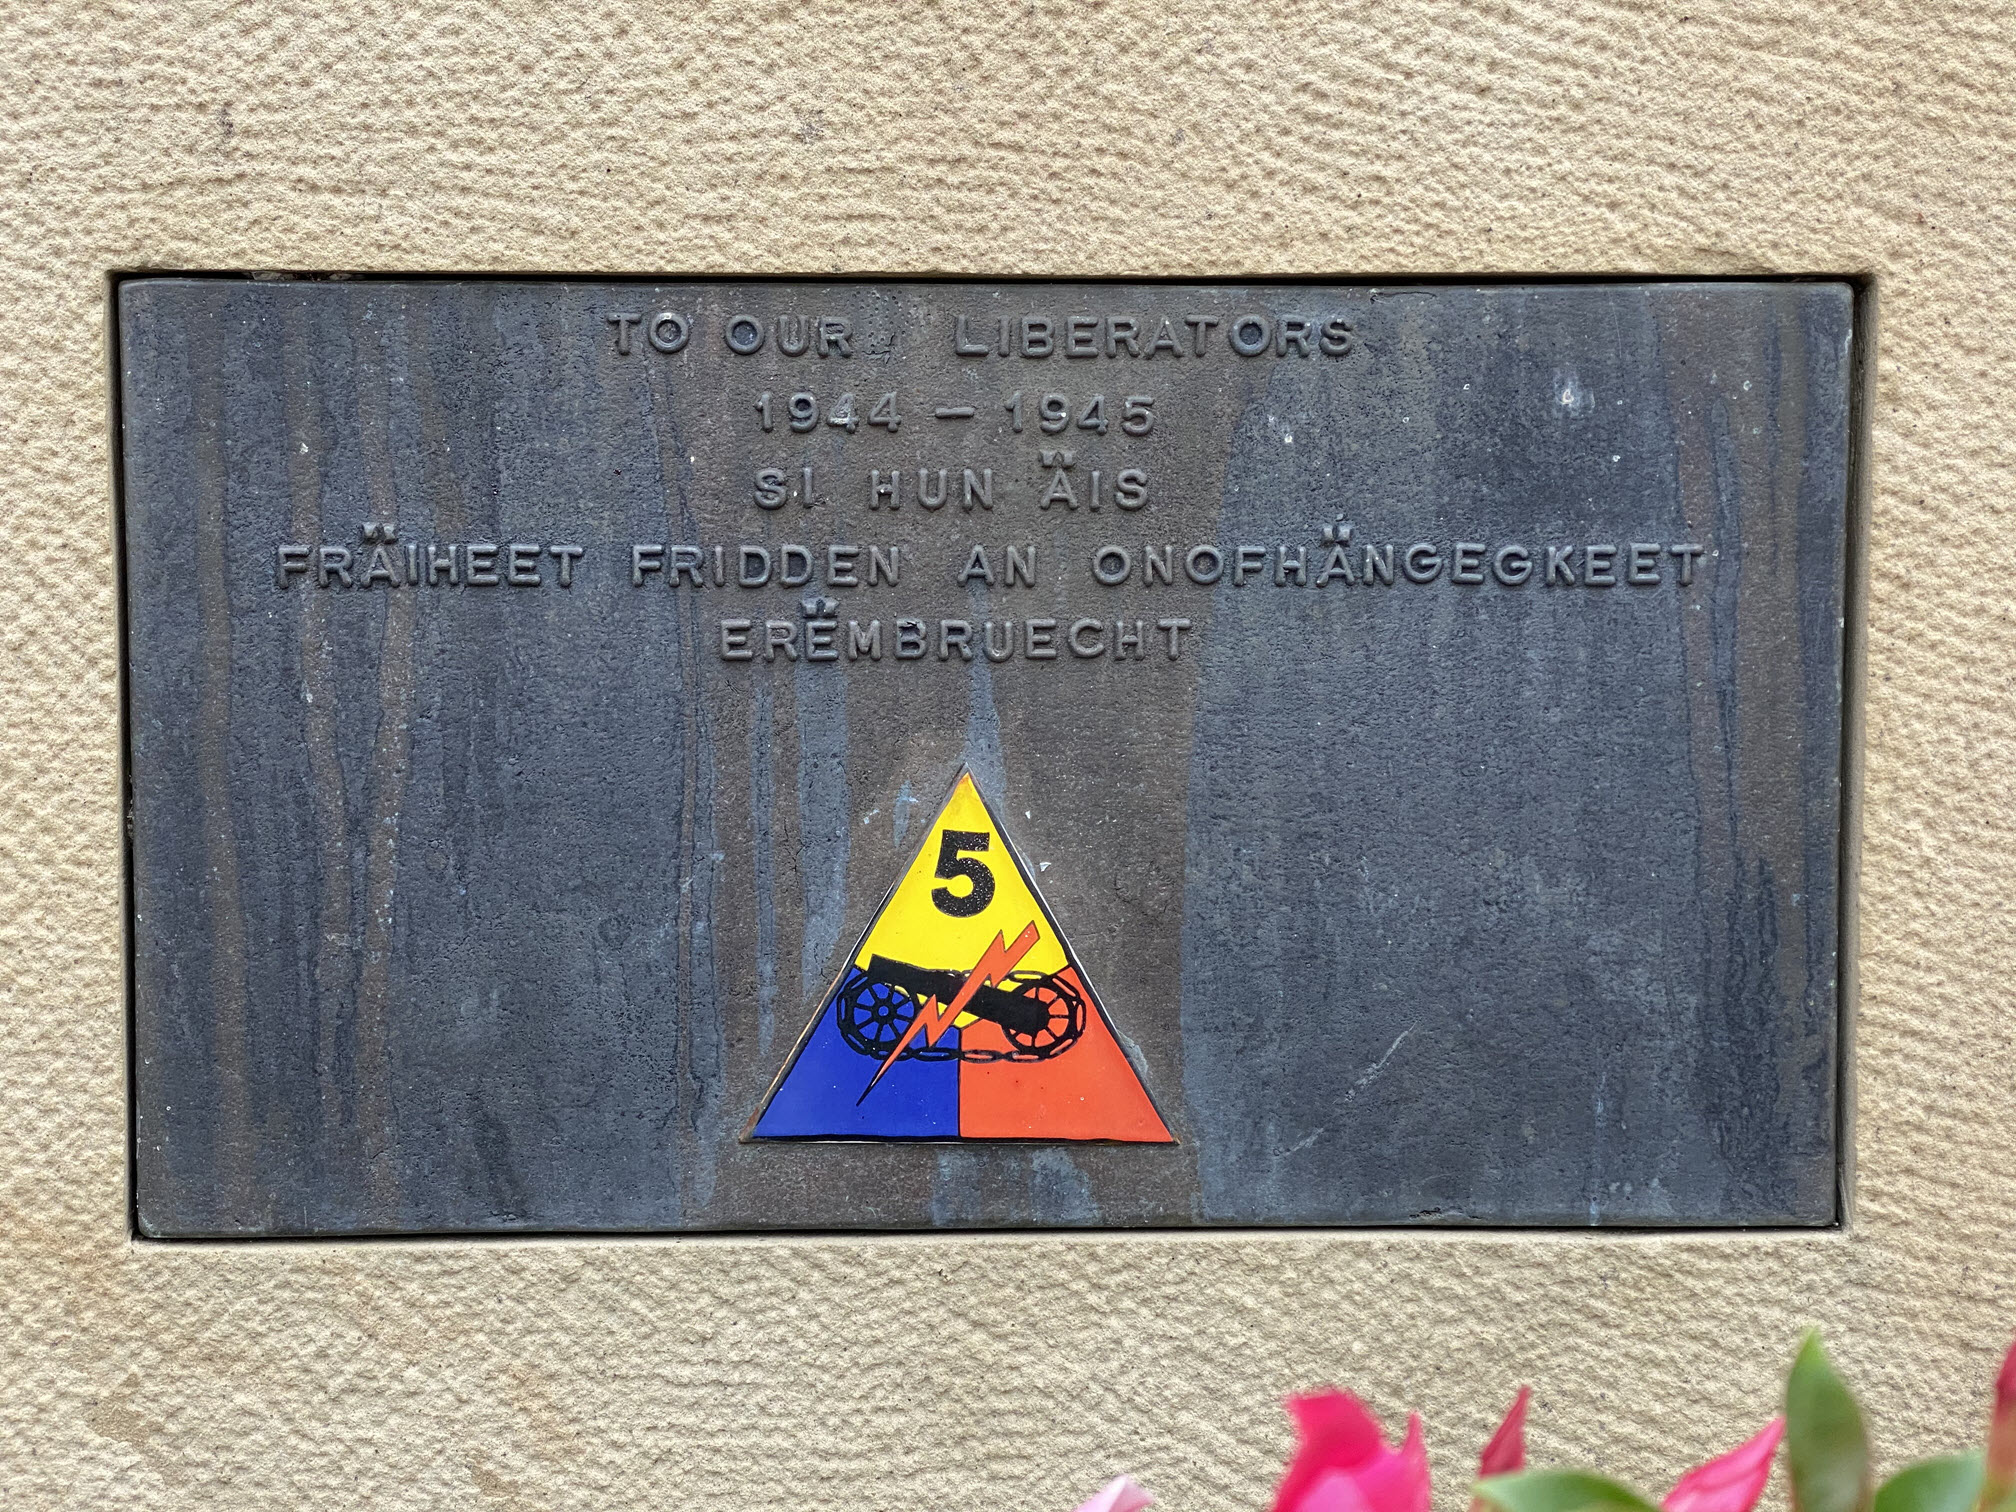 TO OUR LIBERATORS
1944 - 1945
SI HUN ÄIS
FRÄIHEET FRIDDEN AN ONOFHÄNGEGKEET
ERËMBRUECHT
5